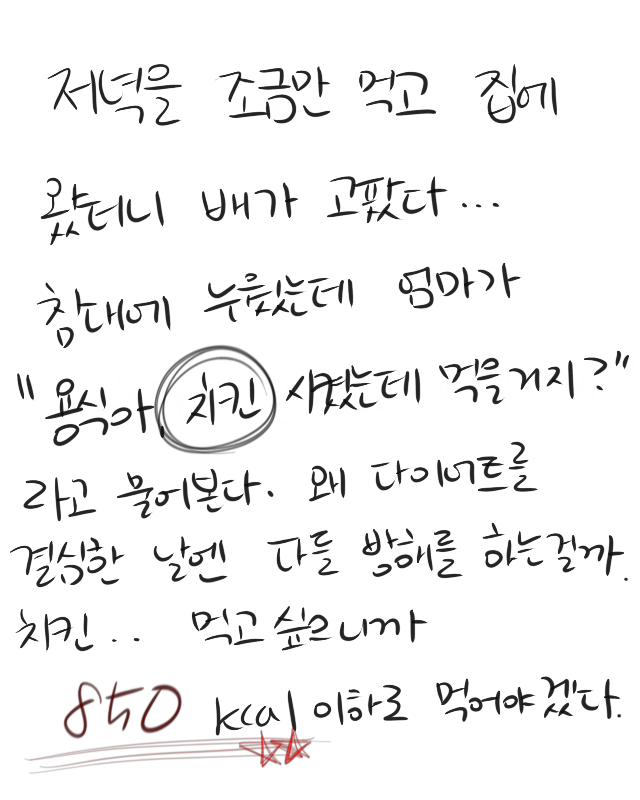 저녁을 조금만 먹고 집에
왔더니 배가 고팠다...
침대에 누웠는데 엄마가
"용식아, 치킨 시켰는데 먹을거지?"
라고 물어본다. 왜 다이어트를
결심한 날엔 다들 방해를 하는걸까.
치킨.. 먹고싶으니까
850 kcal 이하로 먹어야겠다.